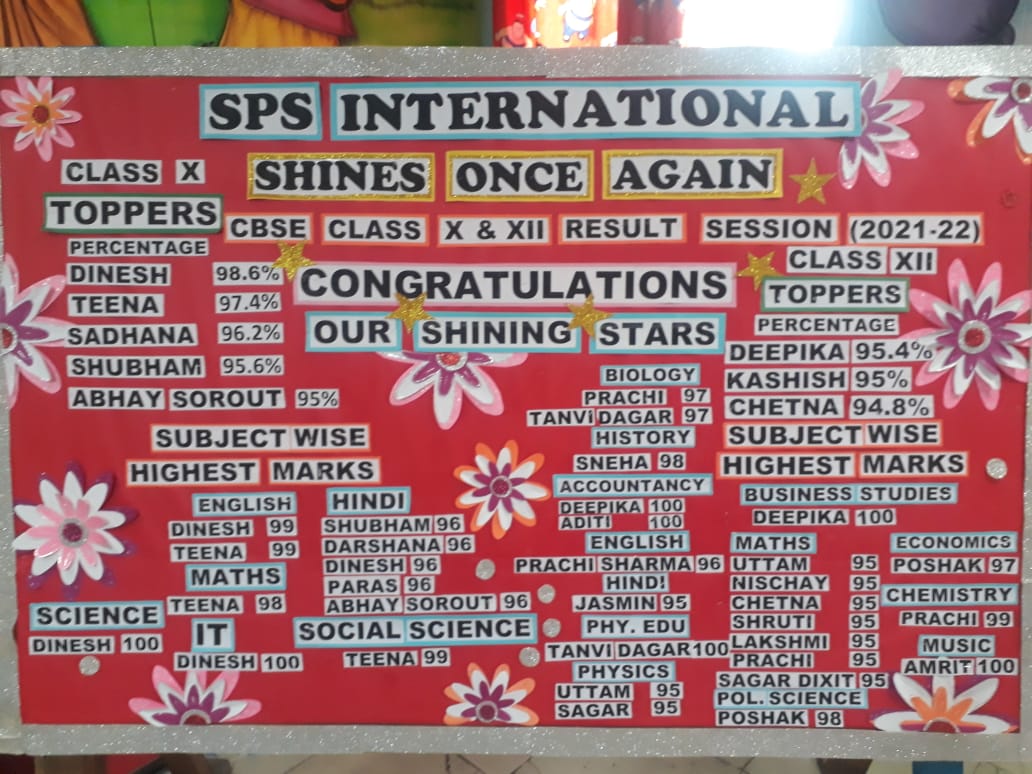 SPS INTERNATIONAL
SHINES ONCE AGAIN
CBSE CLASS X & XII RESULT SESSION (2021-22)
CONGRATULATIONS
OUR SHINING STARS
CLASS X
TOPPERS
PERCENTAGE
DINESH 98.6%
TEENA 97.4%
SADHANA 96.2%
SHUBHAM 95.6%
ABHAY SOROUT 95%
SUBJECT WISE
HIGHEST MARKS
ENGLISH
DINESH 99
TEENA 99
MATHS
TEENA 98
SCIENCE
DINESH 100
IT
DINESH 100
HINDI
SHUBHAM 96
DARSHANA 96
DINESH 96
PARAS 96
ABHAY SOROUT 96
SOCIAL SCIENCE
TEENA 99
CLASS XII
TOPPERS
PERCENTAGE
DEEPIKA 95.4%
KASHISH 95%
CHETNA 94.8%
SUBJECT WISE
HIGHEST MARKS
BIOLOGY
PRACHI 97
TANVI DAGAR 97
HISTORY
SNEHA 98
ACCOUNTANCY
DEEPIKA 100
ADITI 100
ENGLISH
PRACHI SHARMA 96
HINDI
JASMIN 95
PHY. EDU
TANVI DAGAR 100
PHYSICS
UTTAM 95
SAGAR 95
BUSINESS STUDIES
DEEPIKA 100
MATHS
UTTAM 95
NISCHAY 95
CHETNA 95
SHRUTI 95
LAKSHMI 95
PRACHI 95
SAGAR DIXIT 95
POL. SCIENCE
POSHAK 98
ECONOMICS
POSHAK 97
CHEMISTRY
PRACHI 99
MUSIC
AMRIT 100